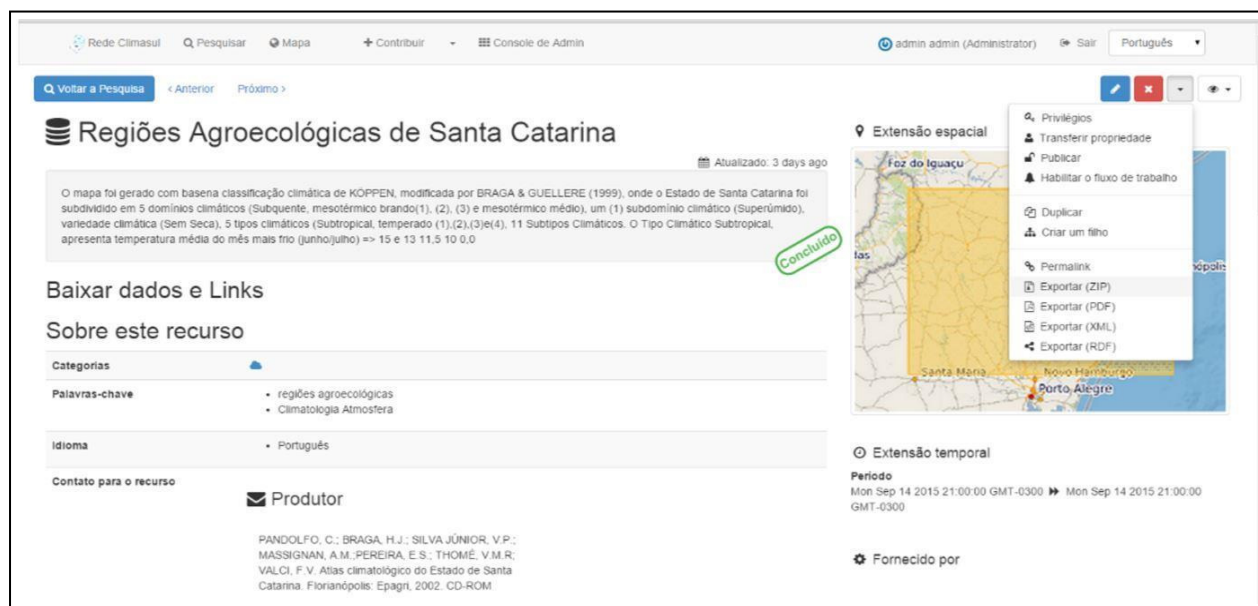 Rede Climasul Pesquisar Mapa Contribuir Console de Admin admin admin (Administrator) Sair Português
Voltar a Pesquisa < Anterior Próximo >
Regiões Agroecológicas de Santa Catarina
Atualizado: 3 days ago
O mapa foi gerado com basena classificação climática de KÖPPEN, modificada por BRAGA & GUELLERE (1999), onde o Estado de Santa Catarina foi
subdividido em 5 domínios climáticos (Subquente, mesotérmico brando(1), (2), (3) e mesotérmico médio), um (1) subdomínio climático (Superúmido),
variedade climática (Sem Seca), 5 tipos climáticos (Subtropical, temperado (1),(2),(3)e(4), 11 Subtipos Climáticos. O Tipo Climático Subtropical,
apresenta temperatura média do mês mais frio (junho/julho) => 15 e 13 11,5 10 0,0
Concluído
Baixar dados e Links
Sobre este recurso
Categorias
Palavras-chave
• regiões agroecológicas
• Climatologia Atmosfera
Idioma
• Português
Contato para o recurso
Produtor
PANDOLFO, C.; BRAGA, H.J.; SILVA JÚNIOR, V.P.;
MASSIGNAN, A.M.;PEREIRA, E.S.; THOMÉ, V.M.R;
VALCI, F.V. Atlas climatológico do Estado de Santa
Catarina. Florianópolis: Epagri, 2002. CD-ROM
Extensão espacial
Foz do Iguaçu
das
nópolis
Santa Maria
Novo Hamburgo
Porto Alegre
Privilégios
Transferir propriedade
Publicar
Habilitar o fluxo de trabalho
Duplicar
Criar um filho
Permalink
Exportar (ZIP)
Exportar (PDF)
Exportar (XML)
Exportar (RDF)
Extensão temporal
Período
Mon Sep 14 2015 21:00:00 GMT-0300 Mon Sep 14 2015 21:00:00
GMT-0300
Fornecido por